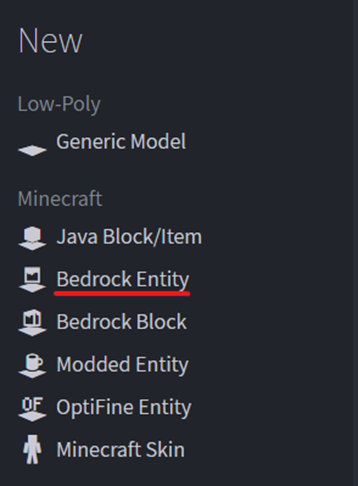 New
Low-Poly
Generic Model
Minecraft
Java Block/Item
Bedrock Entity
Bedrock Block
Modded Entity
OF OptiFine Entity
Minecraft Skin